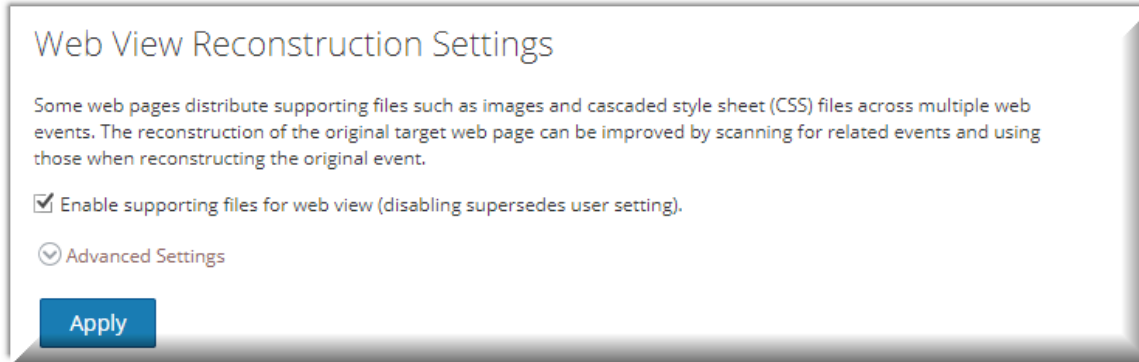 Web View Reconstruction Settings
Some web pages distribute supporting files such as images and cascaded style sheet (CSS) files across multiple web
events. The reconstruction of the original target web page can be improved by scanning for related events and using
those when reconstructing the original event.
Enable supporting files for web view (disabling supersedes user setting).
Advanced Settings
Apply